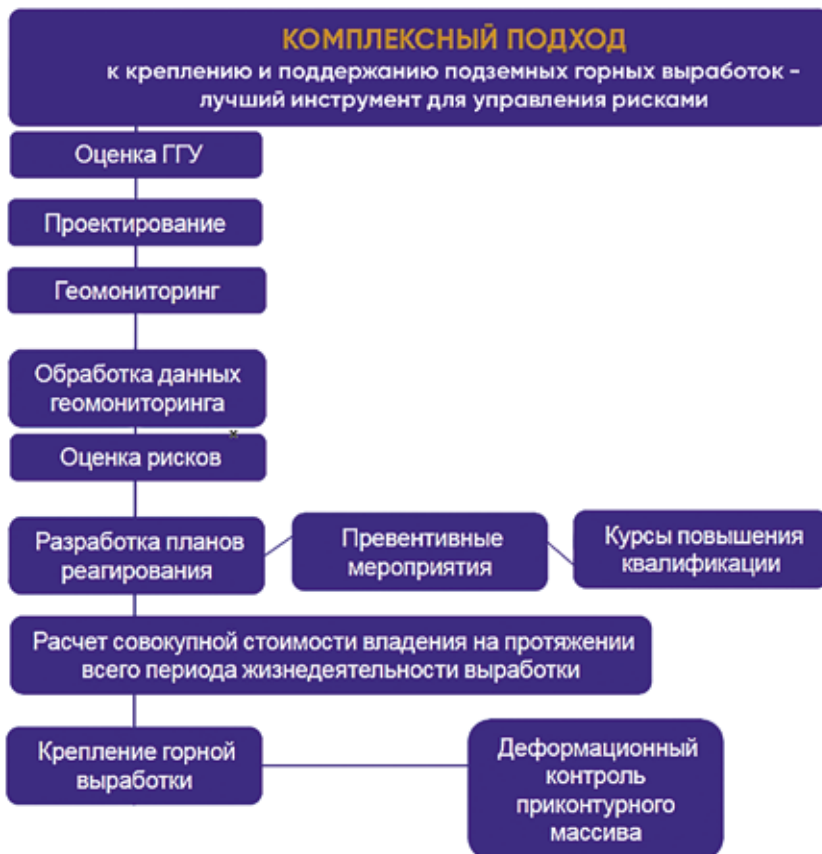 КОМПЛЕКСНЫЙ ПОДХОД
к креплению и поддержанию подземных горных выработок –
лучший инструмент для управления рисками
Оценка ГГУ
Проектирование
Геомониторинг
Обработка данных
геомониторинга
Оценка рисков
Разработка планов
реагирования
Превентивные
мероприятия
Курсы повышения
квалификации
Расчет совокупной стоимости владения на протяжении
всего периода жизнедеятельности выработки
Крепление горной
выработки
Деформационный
контроль
приконтурного
массива